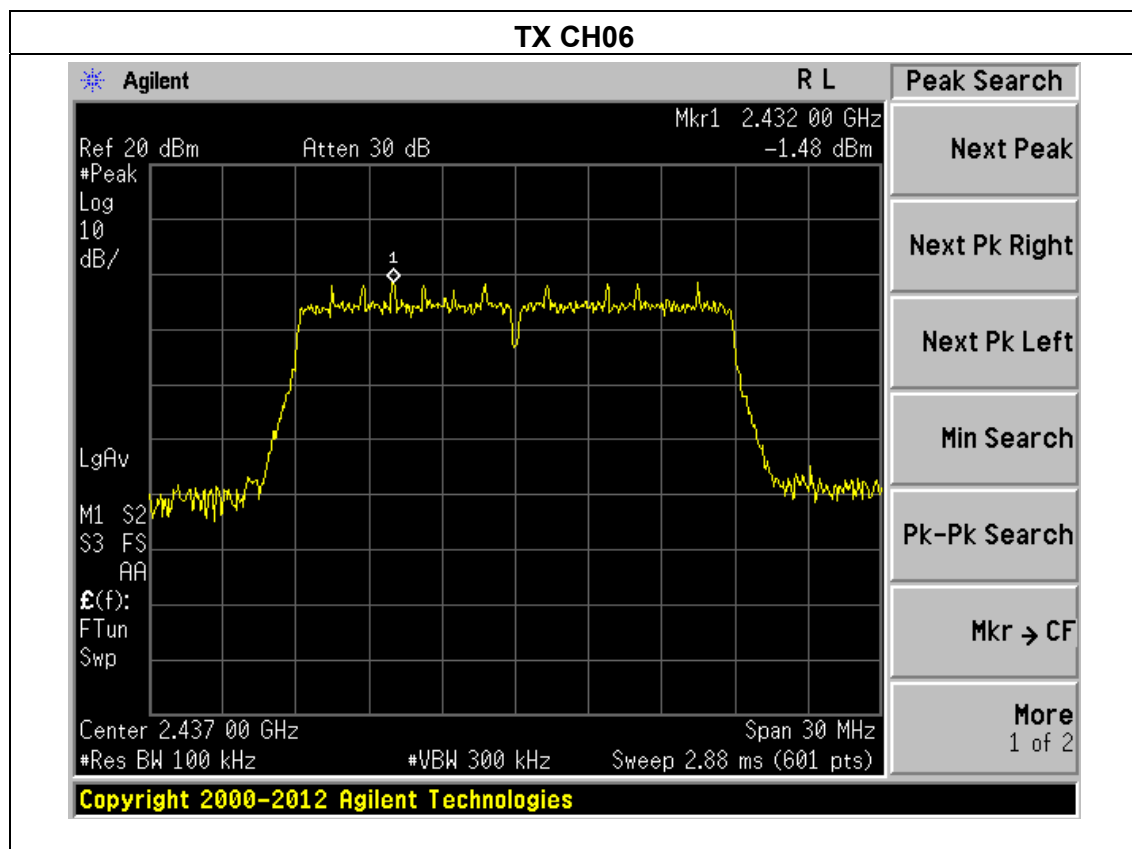 TX CH06
Agilent
R L
Peak Search
Mkr1 2.432 00 GHz
Ref 20 dBm Atten 30 dB -1.48 dBm
#Peak
Log
10
dB/
1
LgAv
M1 S2
S3 FS
AA
£(f):
FTun
Swp
Center 2.437 00 GHz Span 30 MHz
#Res BW 100 kHz #VBW 300 kHz Sweep 2.88 ms (601 pts)
Next Peak
Next Pk Right
Next Pk Left
Min Search
Pk-Pk Search
Mkr → CF
More
1 of 2
Copyright 2000-2012 Agilent Technologies